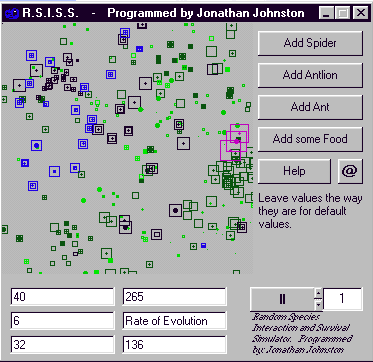 R.S.I.S.S. - Programmed by Jonathan Johnston
Add Spider
Add Antlion
Add Ant
Add some Food
Help @
Leave values the way
they are for default
values.
40 265
6 Rate of Evolution
32 136
II 1
Random Species
Interaction and Survival
Simulator. Programmed
by: Jonathan Johnston